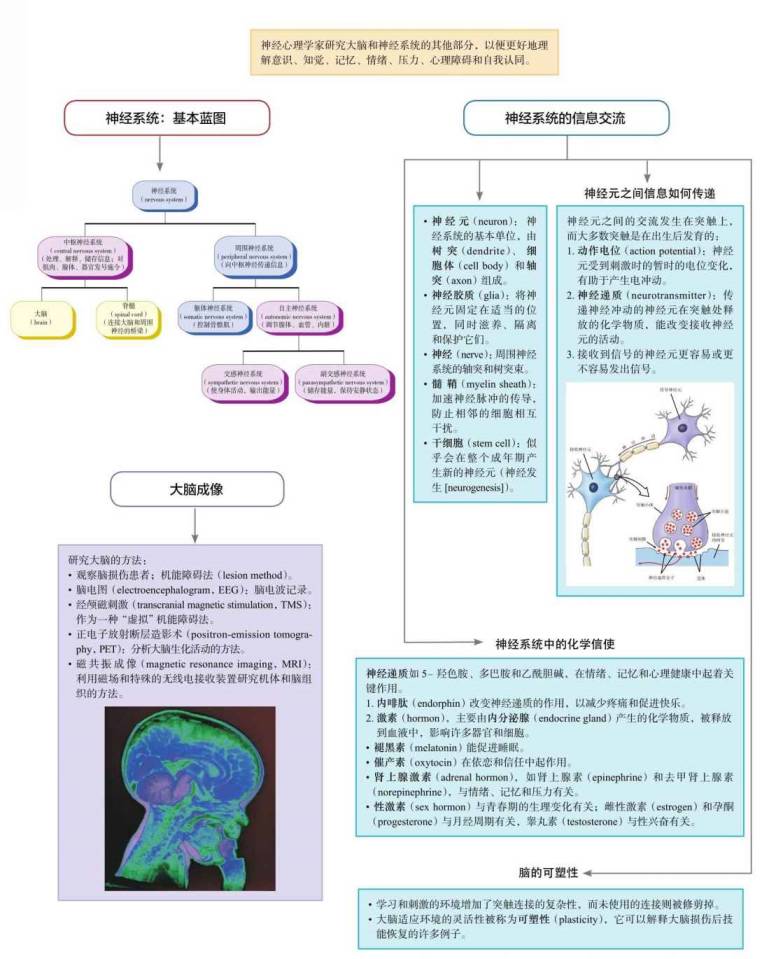 神经心理学家研究大脑和神经系统的其他部分，以便更好地理
解意识、知觉、记忆、情绪、压力、心理障碍和自我认同。
神经系统：基本蓝图
神经系统
(nervous system)
中枢神经系统
(central nervous system)
(处理、解释、储存信息；对
肌肉、腺体、器官发号施令)
周围神经系统
(peripheral nervous system)
(向中枢神经传递信息)
大脑
(brain)
脊髓
(spinal cord)
(连接大脑和周围
神经的桥梁)
躯体神经系统
(somatic nervous system)
(控制骨骼肌)
自主神经系统
(autonomic nervous system)
(调节腺体、血管、内脏)
交感神经系统
(sympathetic nervous system)
(使身体活动，输出能量)
副交感神经系统
(parasympathetic nervous system)
(储存能量，保持安静状态)
大脑成像
研究大脑的方法：
• 观察脑损伤患者；机能障碍法（lesion method）。
• 脑电图（electroencephalogram, EEG）：脑电波记录。
• 经颅磁刺激（transcranial magnetic stimulation, TMS）：
作为一种“虚拟”机能障碍法。
• 正电子放射断层造影术（positron-emission tomogra-
phy, PET）：分析大脑生化活动的方法。
• 磁共振成像（magnetic resonance imaging, MRI）：
利用磁场和特殊的无线电接收装置研究机体和脑组
织的方法。
神经系统的信息交流
• 神经元（neuron）：神
经系统的基本单位，由
树突（dendrite）、细
胞体（cell body）和轴
突（axon）组成。
• 神经胶质（glia）：将神
经元固定在适当的位
置，同时滋养、隔离
和保护它们。
• 神经（nerve）：周围神经
系统的轴突和树突束。
• 髓鞘（myelin sheath）：
加速神经脉冲的传导，
防止相邻的细胞相互
干扰。
• 干细胞（stem cell）：似
乎会在整个成年期产
生新的神经元（神经发
生 [neurogenesis]）。
神经元之间信息如何传递
神经元之间的交流发生在突触上，
而大多数突触是在出生后发育的：
1. 动作电位（action potential）：神经
元受到刺激时的暂时的电位变化，
有助于产生电冲动。
2. 神经递质（neurotransmitter）：传
递神经冲动的神经元在突触处释
放的化学物质，能改变接收神经
元的活动。
3. 接收到信号的神经元更容易或更
不容易发出信号。
神经系统中的化学信使
神经递质如 5- 羟色胺、多巴胺和乙酰胆碱，在情绪、记忆和心理健康中起着关
键作用。
1. 内啡肽（endorphin）改变神经递质的作用，以减少疼痛和促进快乐。
2. 激素（hormon），主要由内分泌腺（endocrine gland）产生的化学物质，被释放
到血液中，影响许多器官和细胞。
• 褪黑素（melatonin）能促进睡眠。
• 催产素（oxytocin）在依恋和信任中起作用。
• 肾上腺激素（adrenal hormon），如肾上腺素（epinephrine）和去甲肾上腺素
（norepinephrine），与情绪、记忆和压力有关。
• 性激素（sex hormon）与青春期的生理变化有关；雌性激素（estrogen）和孕酮
（progesterone）与月经周期有关，睾丸素（testosterone）与性兴奋有关。
脑的可塑性
• 学习和刺激的环境增加了突触连接的复杂性，而未使用的连接则被修剪掉。
• 大脑适应环境的灵活性被称为可塑性（plasticity），它可以解释大脑损伤后技
能恢复的许多例子。